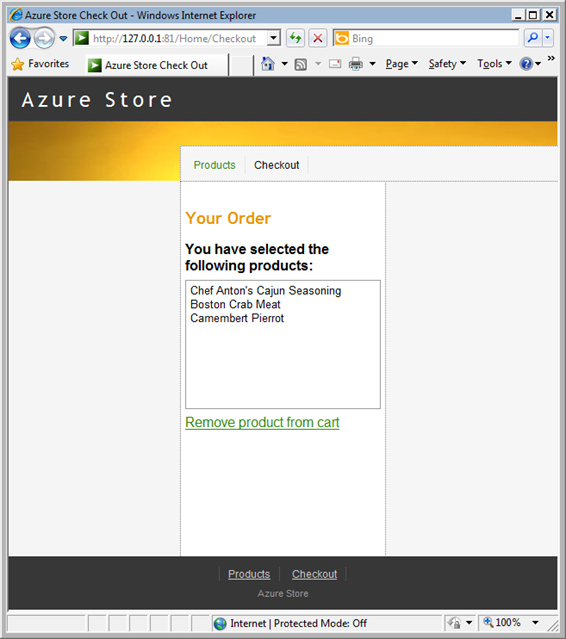 Azure Store Check Out - Windows Internet Explorer
http://127.0.0.1:81/Home/Checkout
Bing
Favorites
Azure Store Check Out
Page
Safety
Tools
»
Azure Store
Products
Checkout
Your Order
You have selected the
following products:
Chef Anton's Cajun Seasoning
Boston Crab Meat
Camembert Pierrot
Remove product from cart
Products
Checkout
Azure Store
Internet | Protected Mode: Off
100%